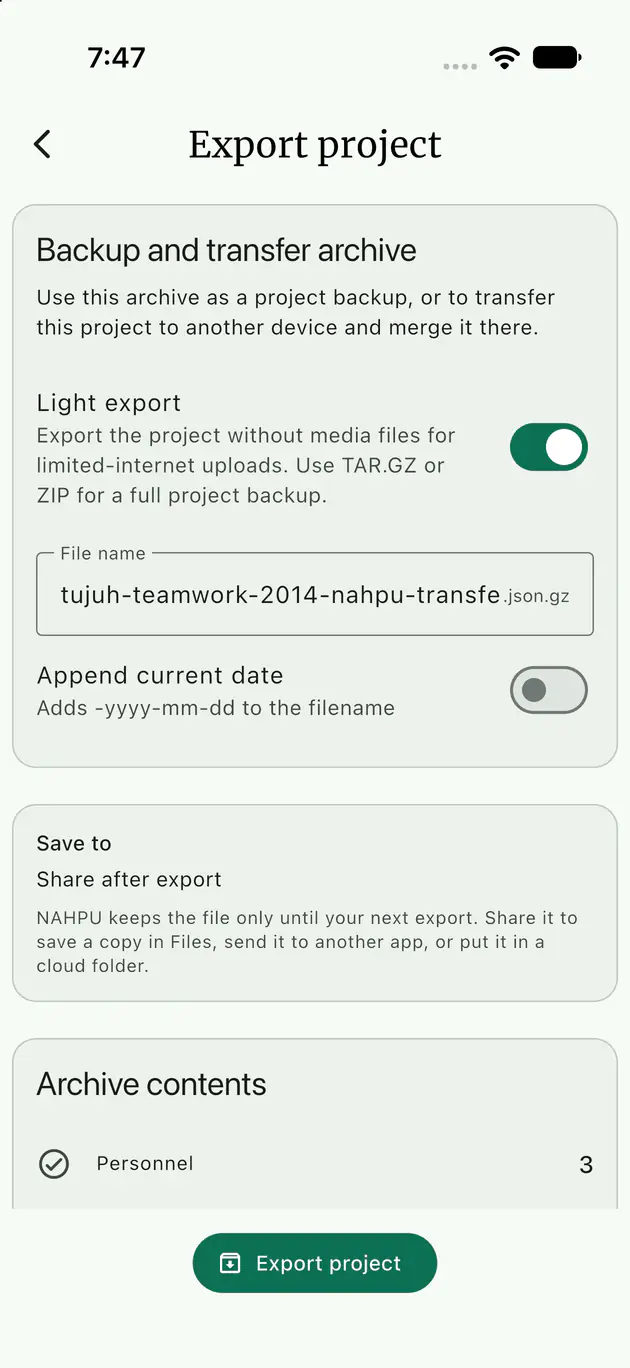 7:47
Export project
Backup and transfer archive
Use this archive as a project backup, or to transfer
this project to another device and merge it there.
Light export
Export the project without media files for
limited-internet uploads. Use TAR.GZ or
ZIP for a full project backup.
File name
tujuh-teamwork-2014-nahpu-transfe.json.gz
Append current date
Adds -yyyy-mm-dd to the filename
Save to
Share after export
NAHPU keeps the file only until your next export. Share it to
save a copy in Files, send it to another app, or put it in a
cloud folder.
Archive contents
Personnel 3
Export project